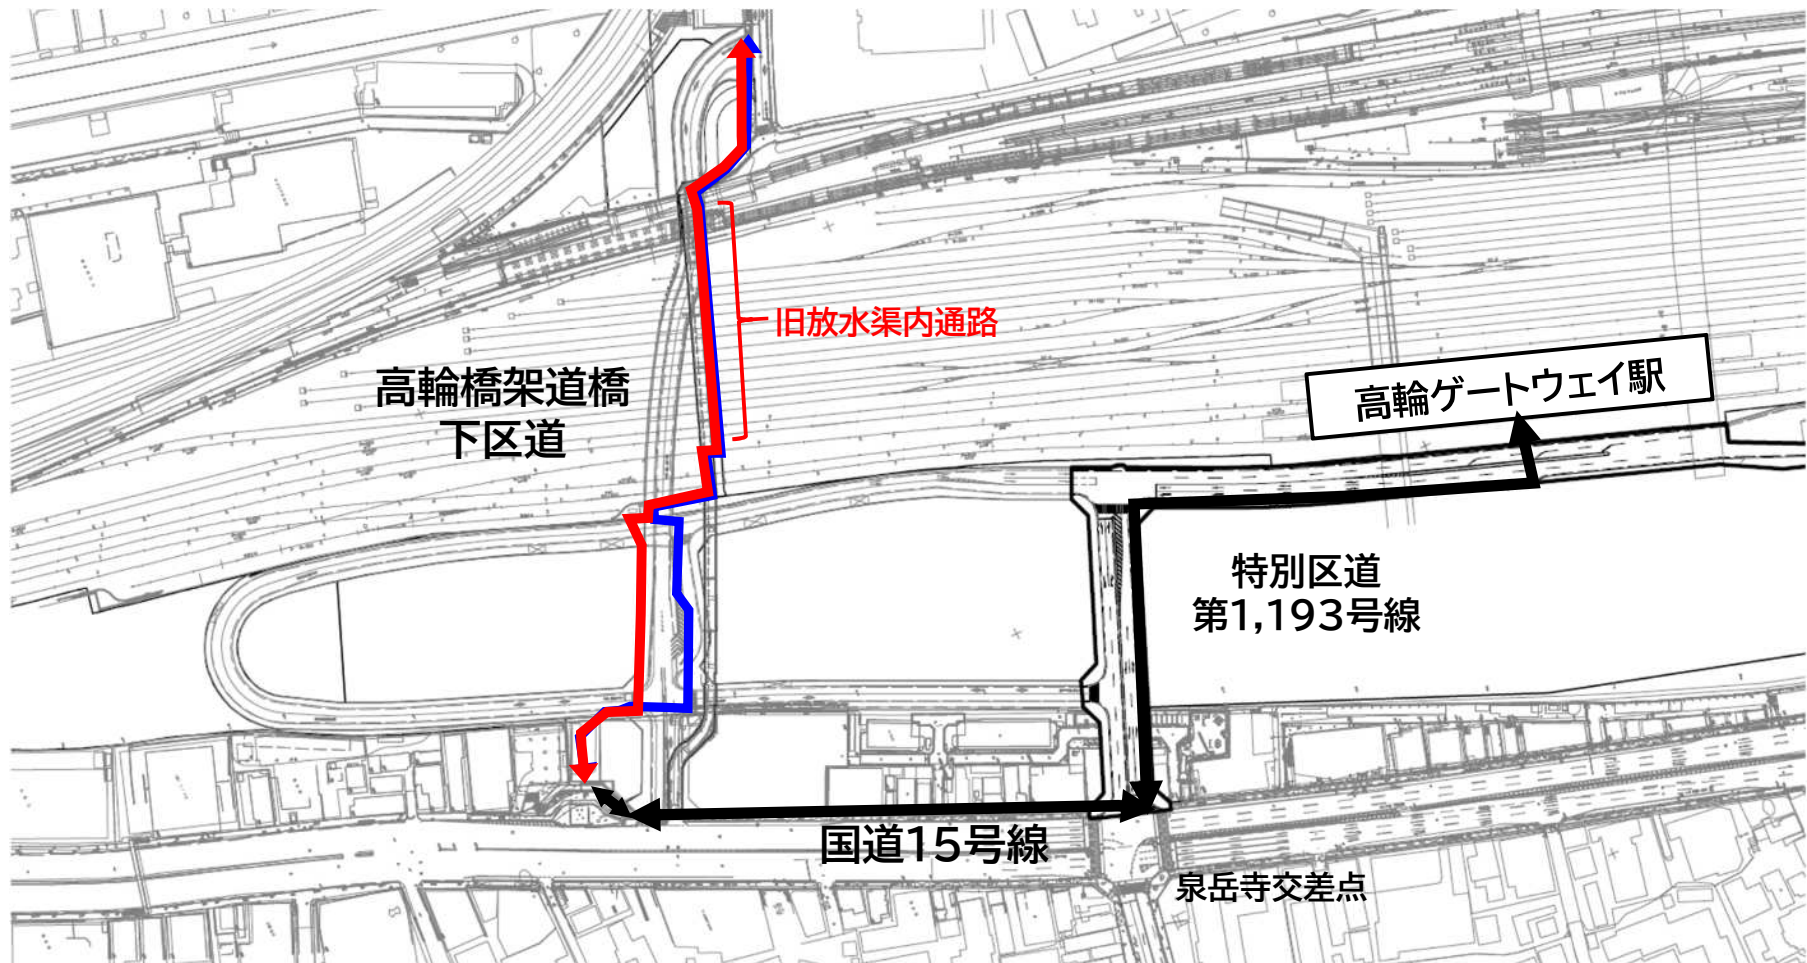 旧放水渠内通路
高輪橋架道橋
下区道
高輪ゲートウェイ駅
特別区道
第1,193号線
国道15号線
泉岳寺交差点